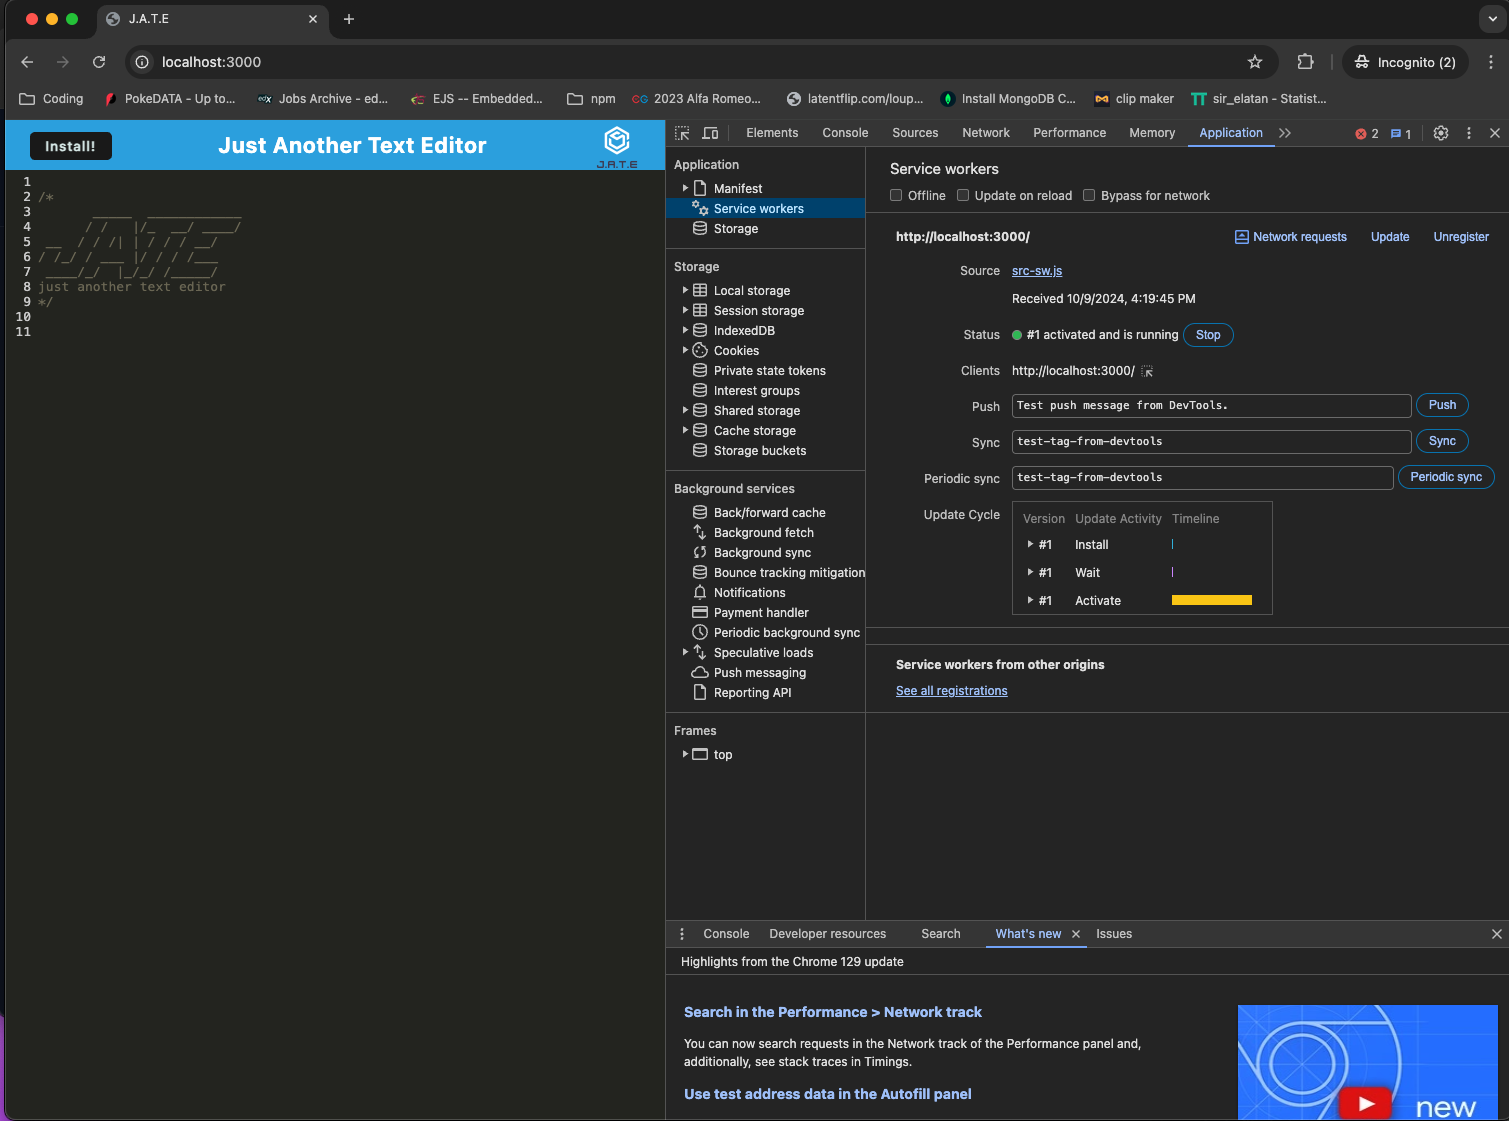 J.A.T.E
localhost:3000
Incognito (2)
Coding
PokeDATA - Up to...
edX
Jobs Archive - ed...
EJS -- Embedded...
npm
CG
2023 Alfa Romeo...
latentflip.com/loup...
Install MongoDB C...
clip maker
TT
sir_elatan - Statist...
Install!
Just Another Text Editor
J.A.T.E
1
2 /*
3
4
5
6
7
8 just another text editor
9 */
10
11
Elements
Console
Sources
Network
Performance
Memory
Application
2
1
Application
Manifest
Service workers
Storage
Storage
Local storage
Session storage
IndexedDB
Cookies
Private state tokens
Interest groups
Shared storage
Cache storage
Storage buckets
Background services
Back/forward cache
Background fetch
Background sync
Bounce tracking mitigation
Notifications
Payment handler
Periodic background sync
Speculative loads
Push messaging
Reporting API
Frames
top
Service workers
Offline
Update on reload
Bypass for network
http://localhost:3000/
Network requests
Update
Unregister
Source
src-sw.js
Received 10/9/2024, 4:19:45 PM
Status
#1 activated and is running
Stop
Clients
http://localhost:3000/
Push
Test push message from DevTools.
Push
Sync
test-tag-from-devtools
Sync
Periodic sync
test-tag-from-devtools
Periodic sync
Update Cycle
Version
Update Activity
Timeline
#1
Install
#1
Wait
#1
Activate
Service workers from other origins
See all registrations
Console
Developer resources
Search
What's new
Issues
Highlights from the Chrome 129 update
Search in the Performance > Network track
You can now search requests in the Network track of the Performance panel and,
additionally, see stack traces in Timings.
Use test address data in the Autofill panel
new